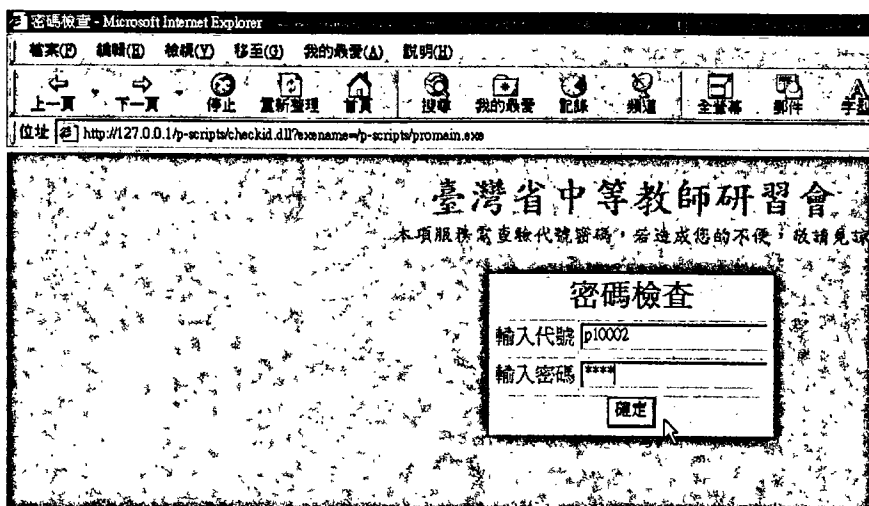 密碼檢查 - Microsoft Internet Explorer
檔案(F) 編輯(E) 檢視(V) 移至(G) 我的最愛(A) 說明(H)
上一頁 下一頁 停止 重新整理 首頁 搜尋 我的最愛 記錄 頻道 全螢幕 郵件 字型
位址 http://127.0.0.1/p-scripts/checkid.dll?exename=/p-scripts/promain.exe
臺灣省中等教師研習會
本項服務需查驗代號密碼，若造成您的不便，敬請見諒
密碼檢查
輸入代號 p10002
輸入密碼 ****
確定